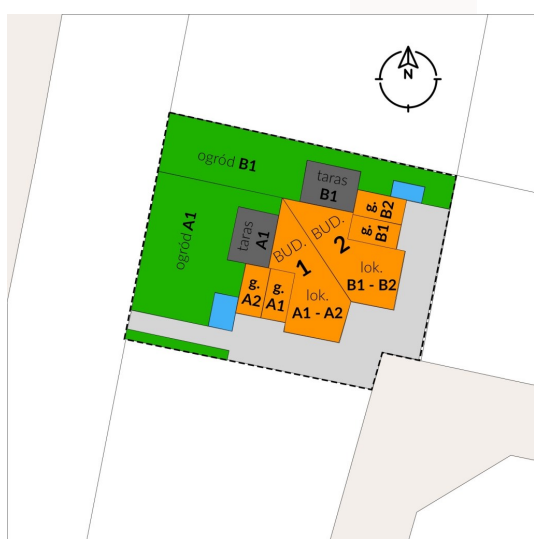 N
ogród B1
taras
B1
g.
B2
g.
B1
BUD.
2
lok.
B1 - B2
ogród A1
taras
A1
BUD.
1
g.
A2
g.
A1
lok.
A1 - A2